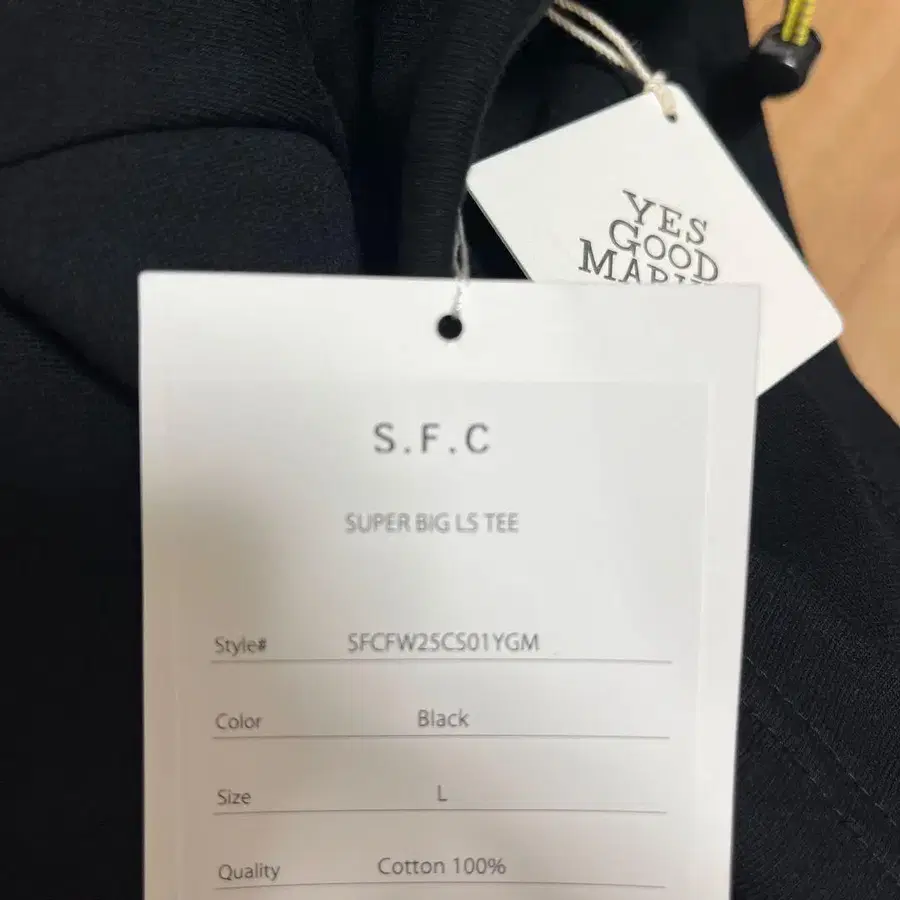 YES
GOOD
S.F.C
SUPER BIG LS TEE
Style# SFCFW25CS01YGM
Color Black
Size L
Quality Cotton 100%